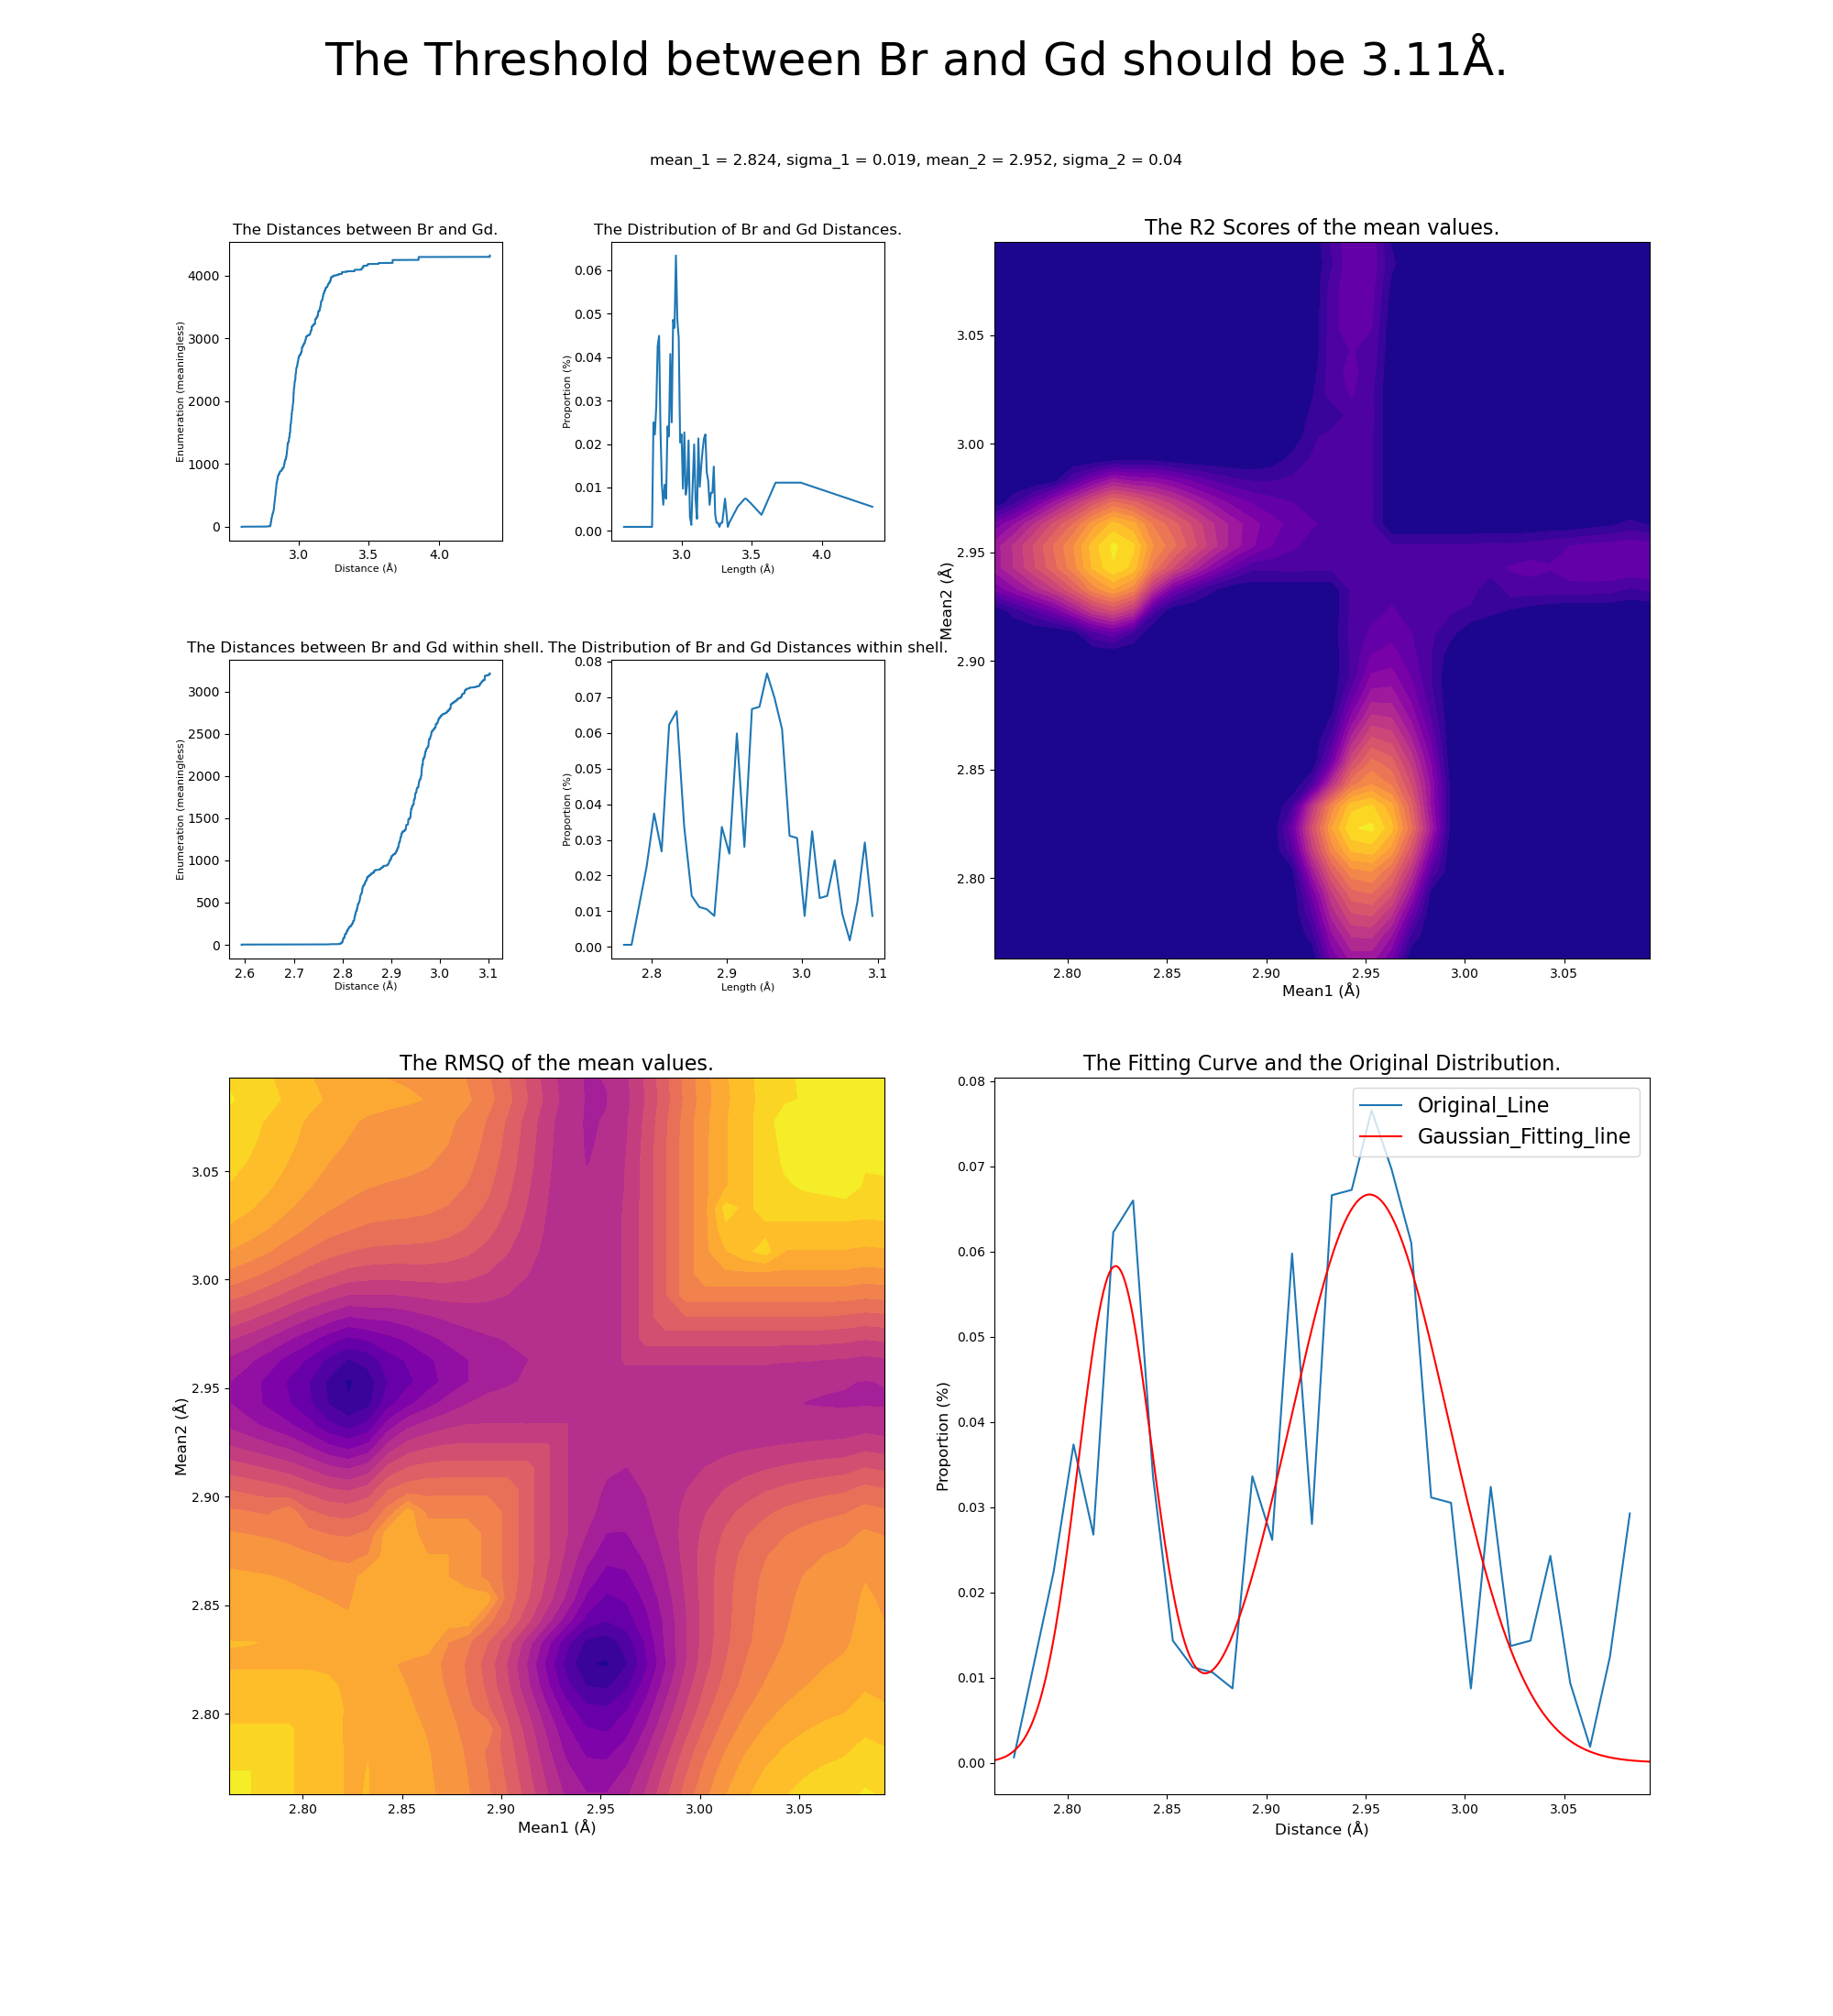 The Threshold between Br and Gd should be 3.11Å.
mean_1 = 2.824, sigma_1 = 0.019, mean_2 = 2.952, sigma_2 = 0.04
The Distances between Br and Gd.
4000
3000
2000
1000
0
Enumeration (meaningless)
3.0 3.5 4.0
Distance (Å)
The Distribution of Br and Gd Distances.
0.06
0.05
0.04
0.03
0.02
0.01
0.00
Proportion (%)
3.0 3.5 4.0
Length (Å)
The R2 Scores of the mean values.
3.05
3.00
2.95
2.90
2.85
2.80
Mean2 (Å)
2.80 2.85 2.90 2.95 3.00 3.05
Mean1 (Å)
The Distances between Br and Gd within shell.
3000
2500
2000
1500
1000
500
0
Enumeration (meaningless)
2.6 2.7 2.8 2.9 3.0 3.1
Distance (Å)
The Distribution of Br and Gd Distances within shell.
0.08
0.07
0.06
0.05
0.04
0.03
0.02
0.01
0.00
Proportion (%)
2.8 2.9 3.0 3.1
Length (Å)
The RMSQ of the mean values.
3.05
3.00
2.95
2.90
2.85
2.80
Mean2 (Å)
2.80 2.85 2.90 2.95 3.00 3.05
Mean1 (Å)
The Fitting Curve and the Original Distribution.
Original_Line
Gaussian_Fitting_line
0.08
0.07
0.06
0.05
0.04
0.03
0.02
0.01
0.00
Proportion (%)
2.80 2.85 2.90 2.95 3.00 3.05
Distance (Å)